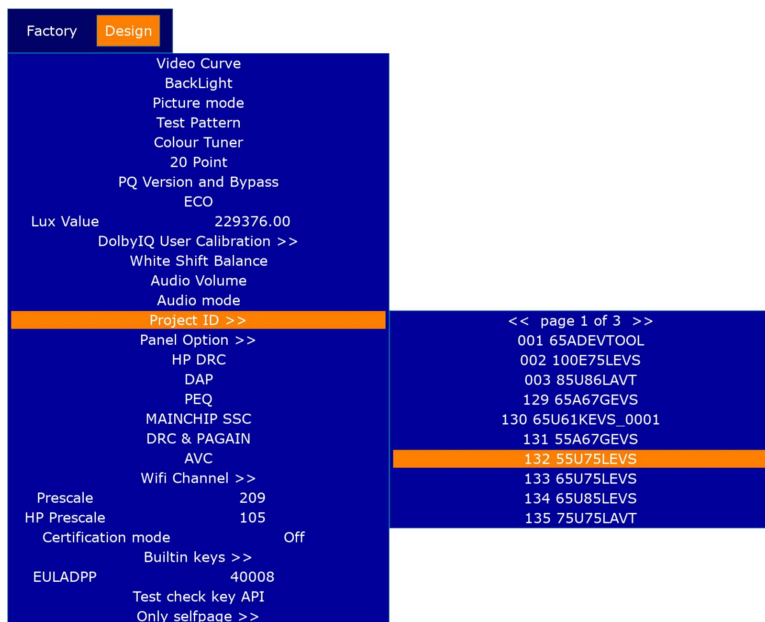 Factory Design
Video Curve
BackLight
Picture mode
Test Pattern
Colour Tuner
20 Point
PQ Version and Bypass
ECO
Lux Value 229376.00
DolbyIQ User Calibration >>
White Shift Balance
Audio Volume
Audio mode
Project ID >>
Panel Option >>
HP DRC
DAP
PEQ
MAINCHIP SSC
DRC & PAGAIN
AVC
Wifi Channel >>
Prescale 209
HP Prescale 105
Certification mode Off
Builtin keys >>
EULADPP 40008
Test check key API
Only selfpage >>
<< page 1 of 3 >>
001 65ADEVTOOL
002 100E75LEVS
003 85U86LAVT
129 65A67GEVS
130 65U61KEVS_0001
131 55A67GEVS
132 55U75LEVS
133 65U75LEVS
134 65U85LEVS
135 75U75LAVT